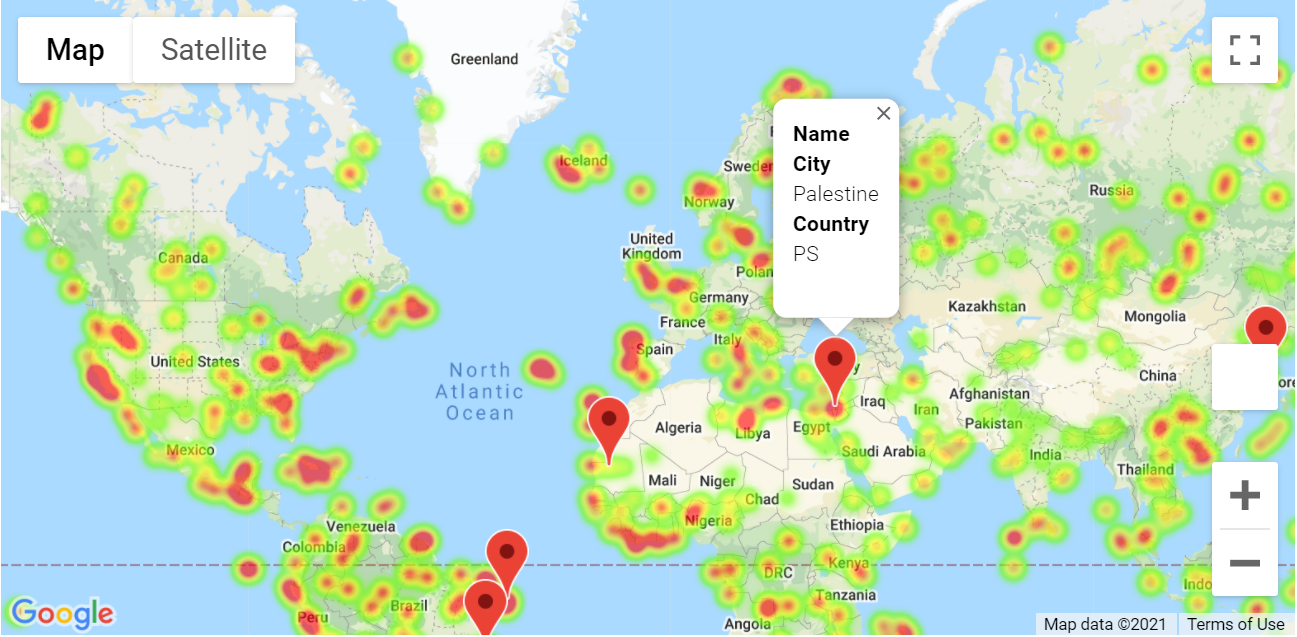 Map
Satellite
Greenland
Iceland
Sweden
Norway
Russia
Name
City
Palestine
Country
PS
Canada
United
Kingdom
Germany
France
Kazakhstan
Mongolia
United States
Spain
Italy
North
Atlantic
Ocean
China
Afghanistan
Iraq
Iran
Pakistan
Algeria
Libya
Egypt
Saudi Arabia
India
Mexico
Mali
Niger
Sudan
Chad
Thailand
Nigeria
Ethiopia
Venezuela
Colombia
DRC
Kenya
Tanzania
Brazil
Peru
Angola
Google
Map data ©2021
Terms of Use